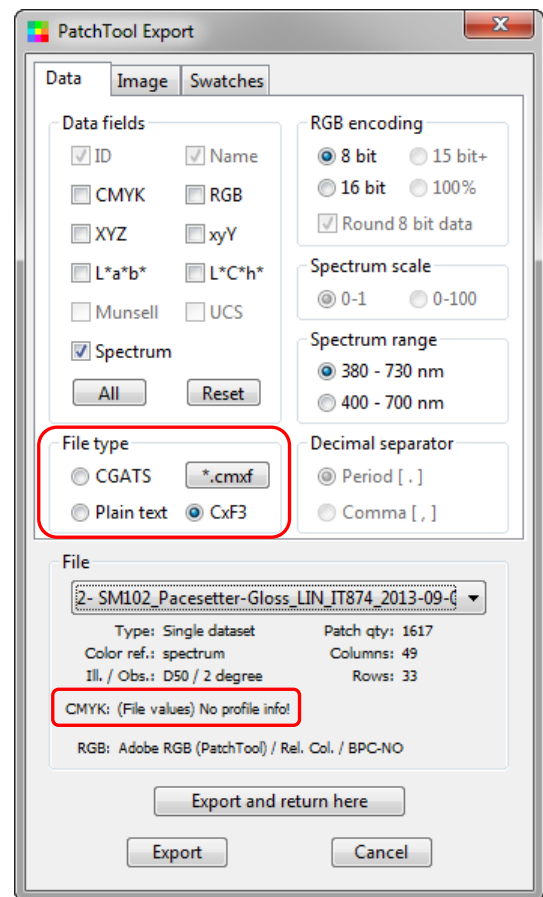 PatchTool Export
Data Image Swatches
Data fields
ID Name
CMYK RGB
XYZ xyY
L*a*b* L*C*h*
Munsell UCS
Spectrum
All Reset
RGB encoding
8 bit 15 bit+
16 bit 100%
Round 8 bit data
Spectrum scale
0-1 0-100
Spectrum range
380 - 730 nm
400 - 700 nm
File type
CGATS *.cmxf
Plain text CxF3
Decimal separator
Period [ . ]
Comma [ , ]
File
2- SM102_Pacesetter-Gloss_LIN_IT874_2013-09-
Type: Single dataset Patch qty: 1617
Color ref.: spectrum Columns: 49
Ill. / Obs.: D50 / 2 degree Rows: 33
CMYK: (File values) No profile info!
RGB: Adobe RGB (PatchTool) / Rel. Col. / BPC-NO
Export and return here
Export Cancel